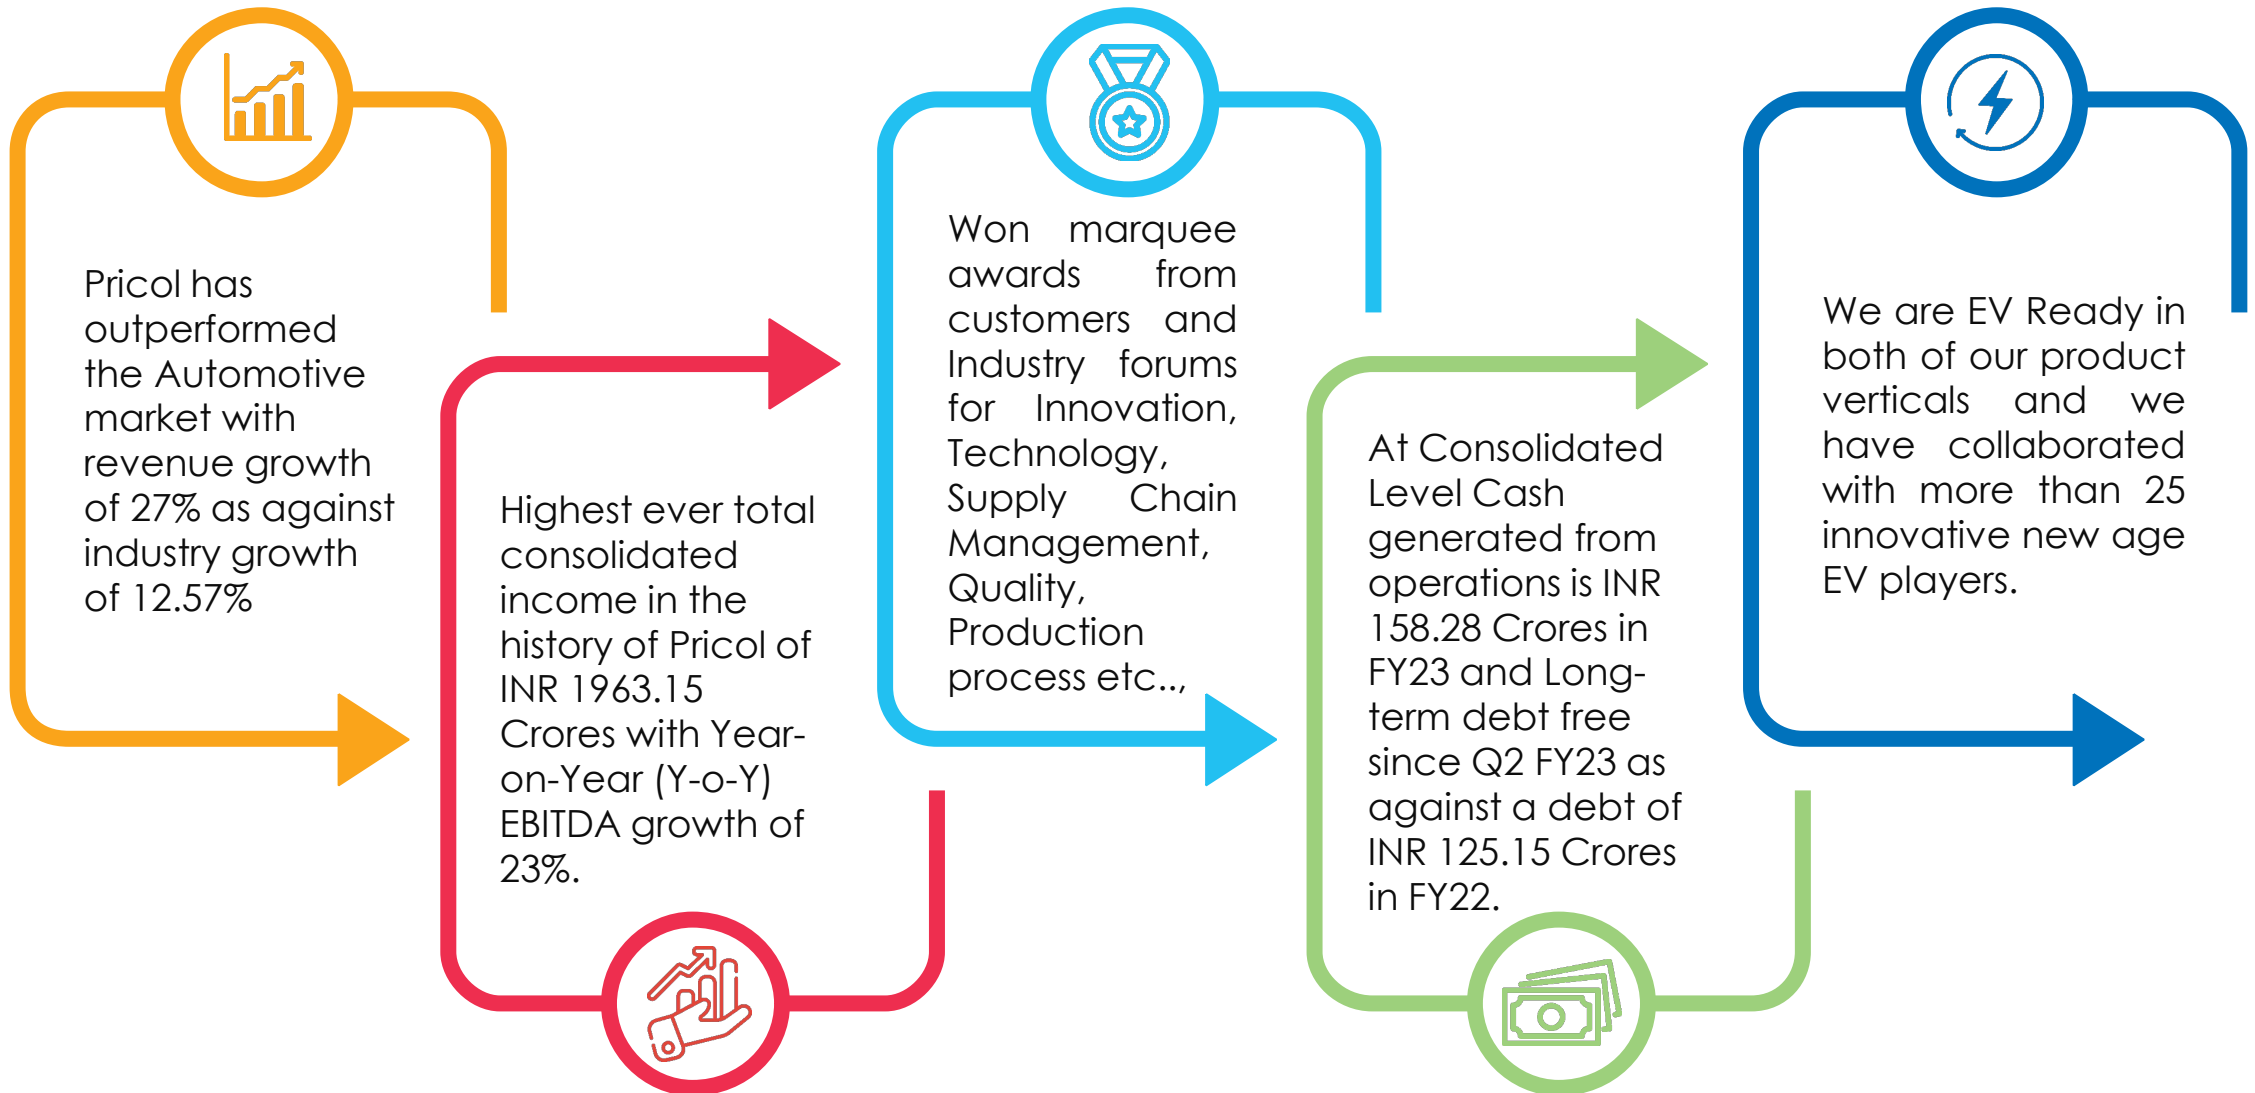 Pricol has
outperformed
the Automotive
market with
revenue growth
of 27% as against
industry growth
of 12.57%
Highest ever total
consolidated
income in the
history of Pricol of
INR 1963.15
Crores with Year-
on-Year (Y-o-Y)
EBITDA growth of
23%.
Won marquee
awards from
customers and
Industry forums
for Innovation,
Technology,
Supply Chain
Management,
Quality,
Production
process etc..,
At Consolidated
Level Cash
generated from
operations is INR
158.28 Crores in
FY23 and Long-
term debt free
since Q2 FY23 as
against a debt of
INR 125.15 Crores
in FY22.
We are EV Ready in
both of our product
verticals and we
have collaborated
with more than 25
innovative new age
EV players.